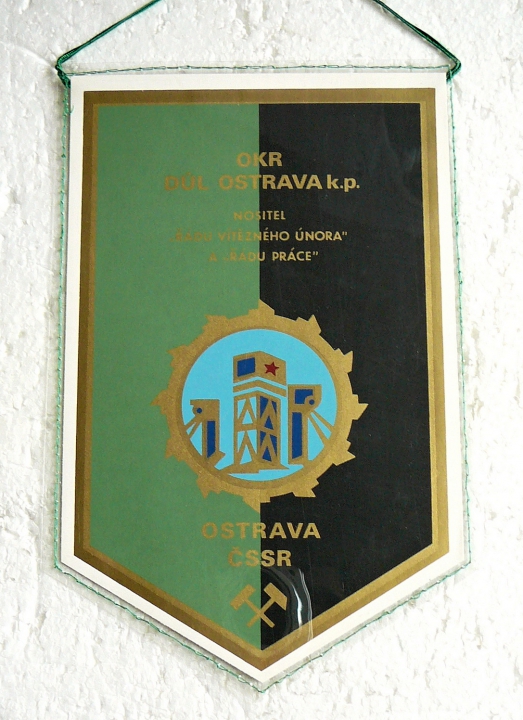 OKR
DŮL OSTRAVA k.p.
NOSITEL
„ŘÁDU VÍTĚZNÉHO ÚNORA"
A „ŘÁDU PRÁCE"
OSTRAVA
ČSSR